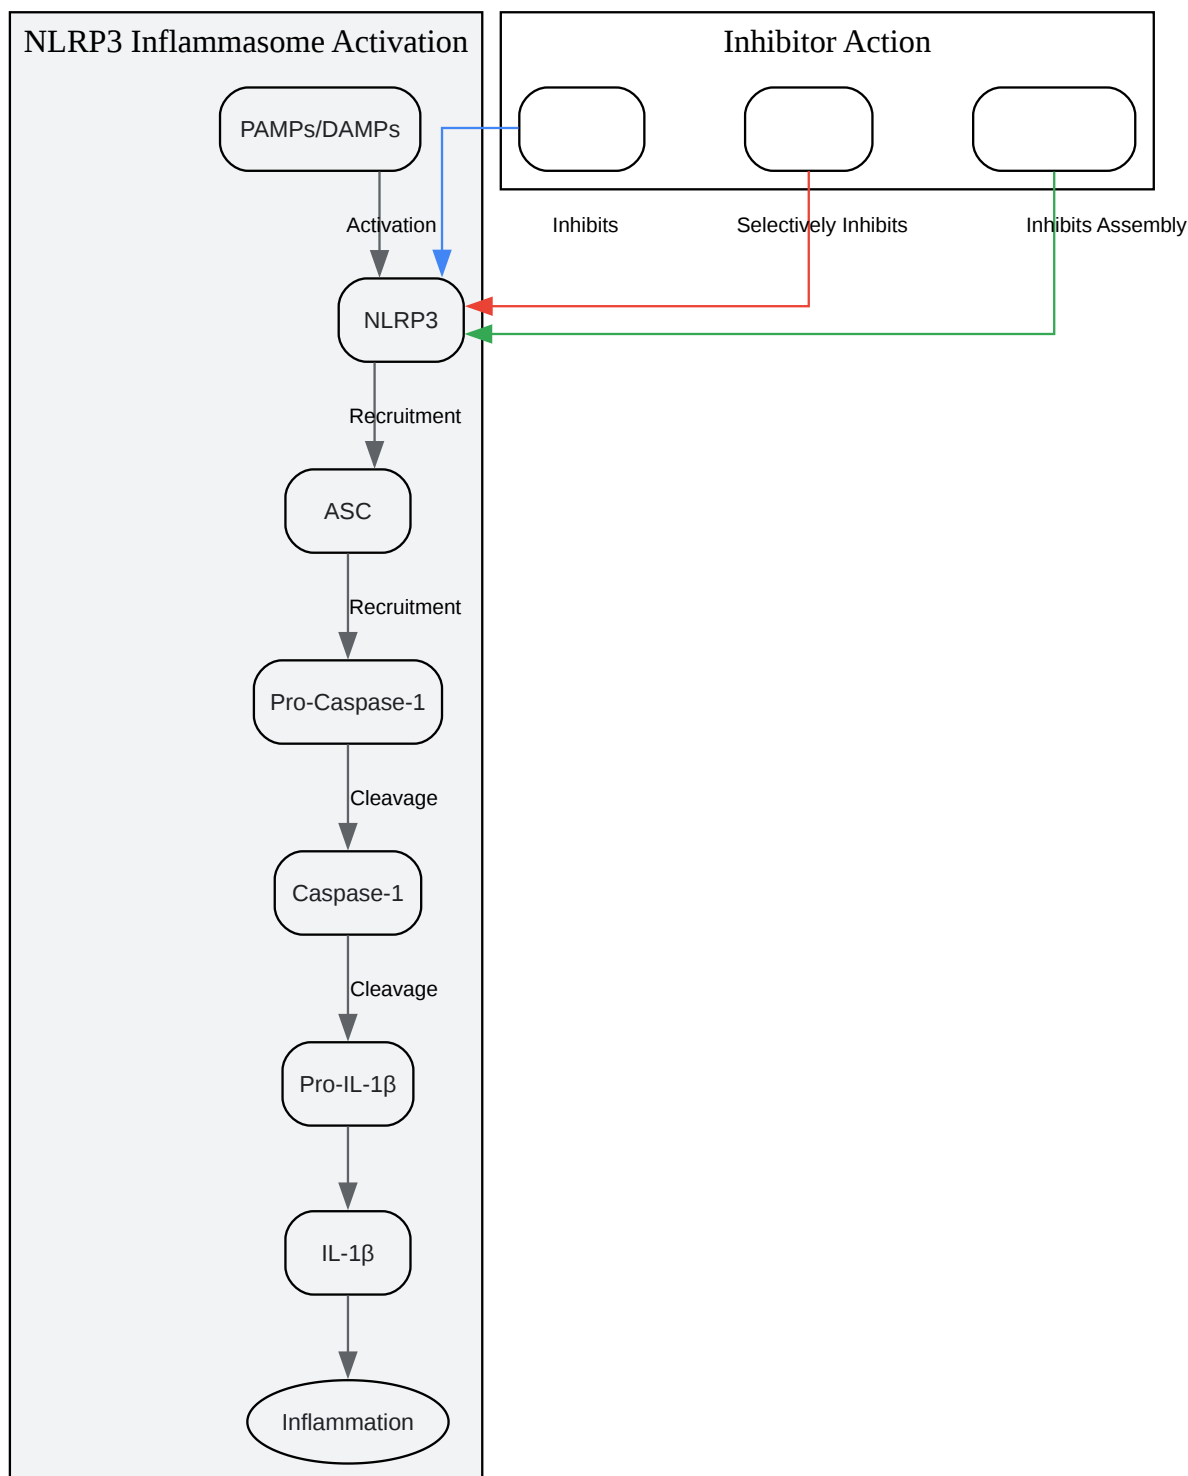 NLRP3 Inflammasome Activation
Inhibitor Action
PAMPs/DAMPs
Activation
Inhibits
Selectively Inhibits
Inhibits Assembly
NLRP3
Recruitment
ASC
Recruitment
Pro-Caspase-1
Cleavage
Caspase-1
Cleavage
Pro-IL-1β
IL-1β
Inflammation